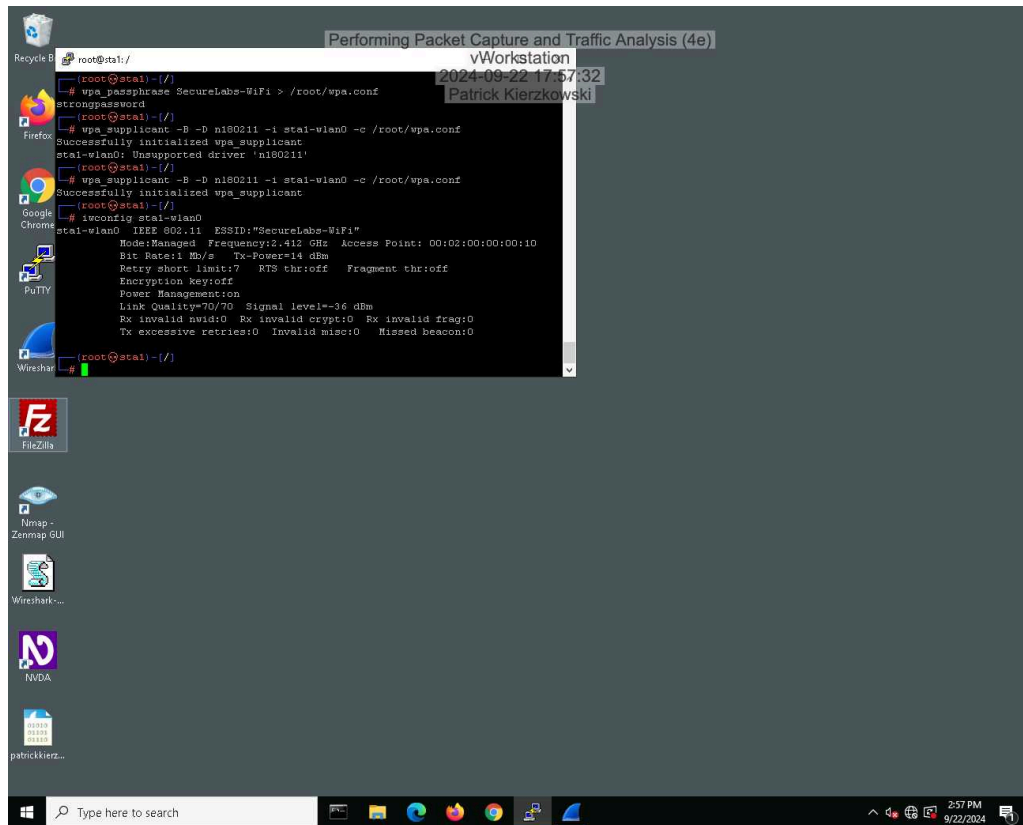 Performing Packet Capture and Traffic Analysis (4e)
vWorkstation
2024-09-22 17:57:32
Patrick Kierzkowski
Recycle B
Firefox
Google
Chrome
PuTTY
Wireshar
FileZilla
Nmap -
Zenmap GUI
Wireshark-...
NVDA
01010
01101
01110
patrickkierz...
root@sta1: /
(root@sta1)-[/]
# wpa_passphrase SecureLabs-WiFi > /root/wpa.conf
strongpassword
(root@sta1)-[/]
# wpa_supplicant -B -D n180211 -i sta1-wlan0 -c /root/wpa.conf
Successfully initialized wpa_supplicant
sta1-wlan0: Unsupported driver 'n180211'
(root@sta1)-[/]
# wpa_supplicant -B -D nl80211 -i sta1-wlan0 -c /root/wpa.conf
Successfully initialized wpa_supplicant
(root@sta1)-[/]
# iwconfig sta1-wlan0
sta1-wlan0 IEEE 802.11 ESSID:"SecureLabs-WiFi"
Mode:Managed Frequency:2.412 GHz Access Point: 00:02:00:00:00:10
Bit Rate:1 Mb/s Tx-Power=14 dBm
Retry short limit:7 RTS thr:off Fragment thr:off
Encryption key:off
Power Management:on
Link Quality=70/70 Signal level=-36 dBm
Rx invalid nwid:0 Rx invalid crypt:0 Rx invalid frag:0
Tx excessive retries:0 Invalid misc:0 Missed beacon:0
(root@sta1)-[/]
#
Type here to search
2:57 PM
9/22/2024